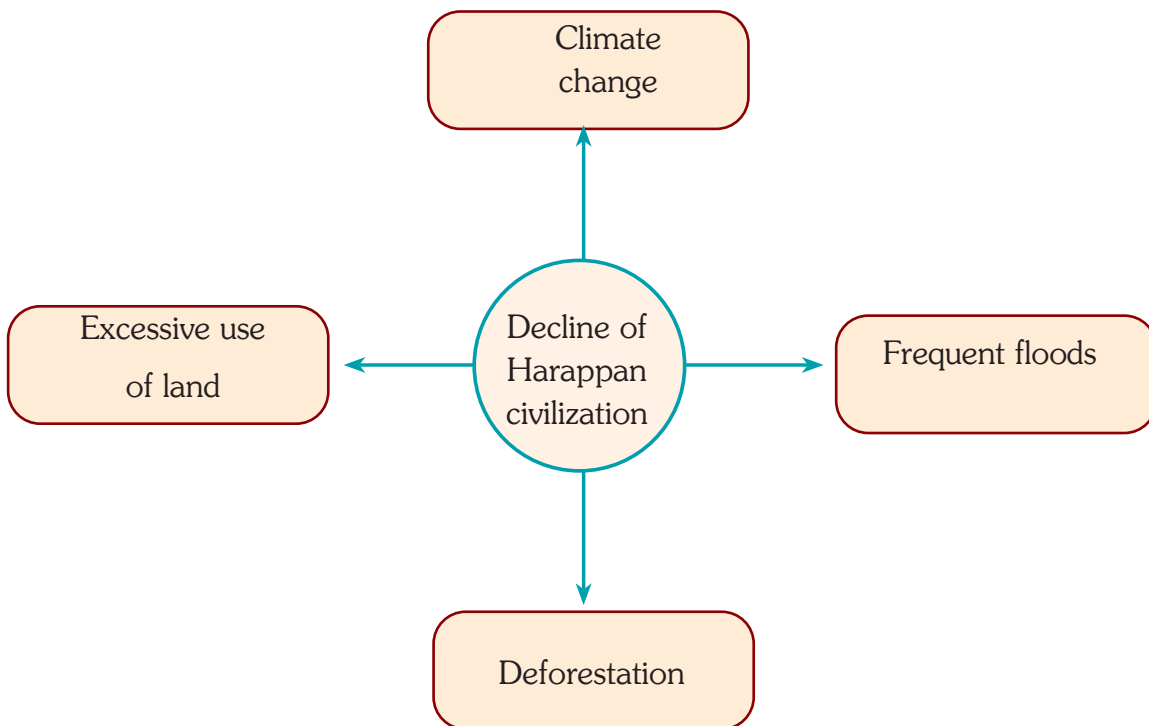 Climate
change
Excessive use
of land
Decline of
Harappan
civilization
Frequent floods
Deforestation